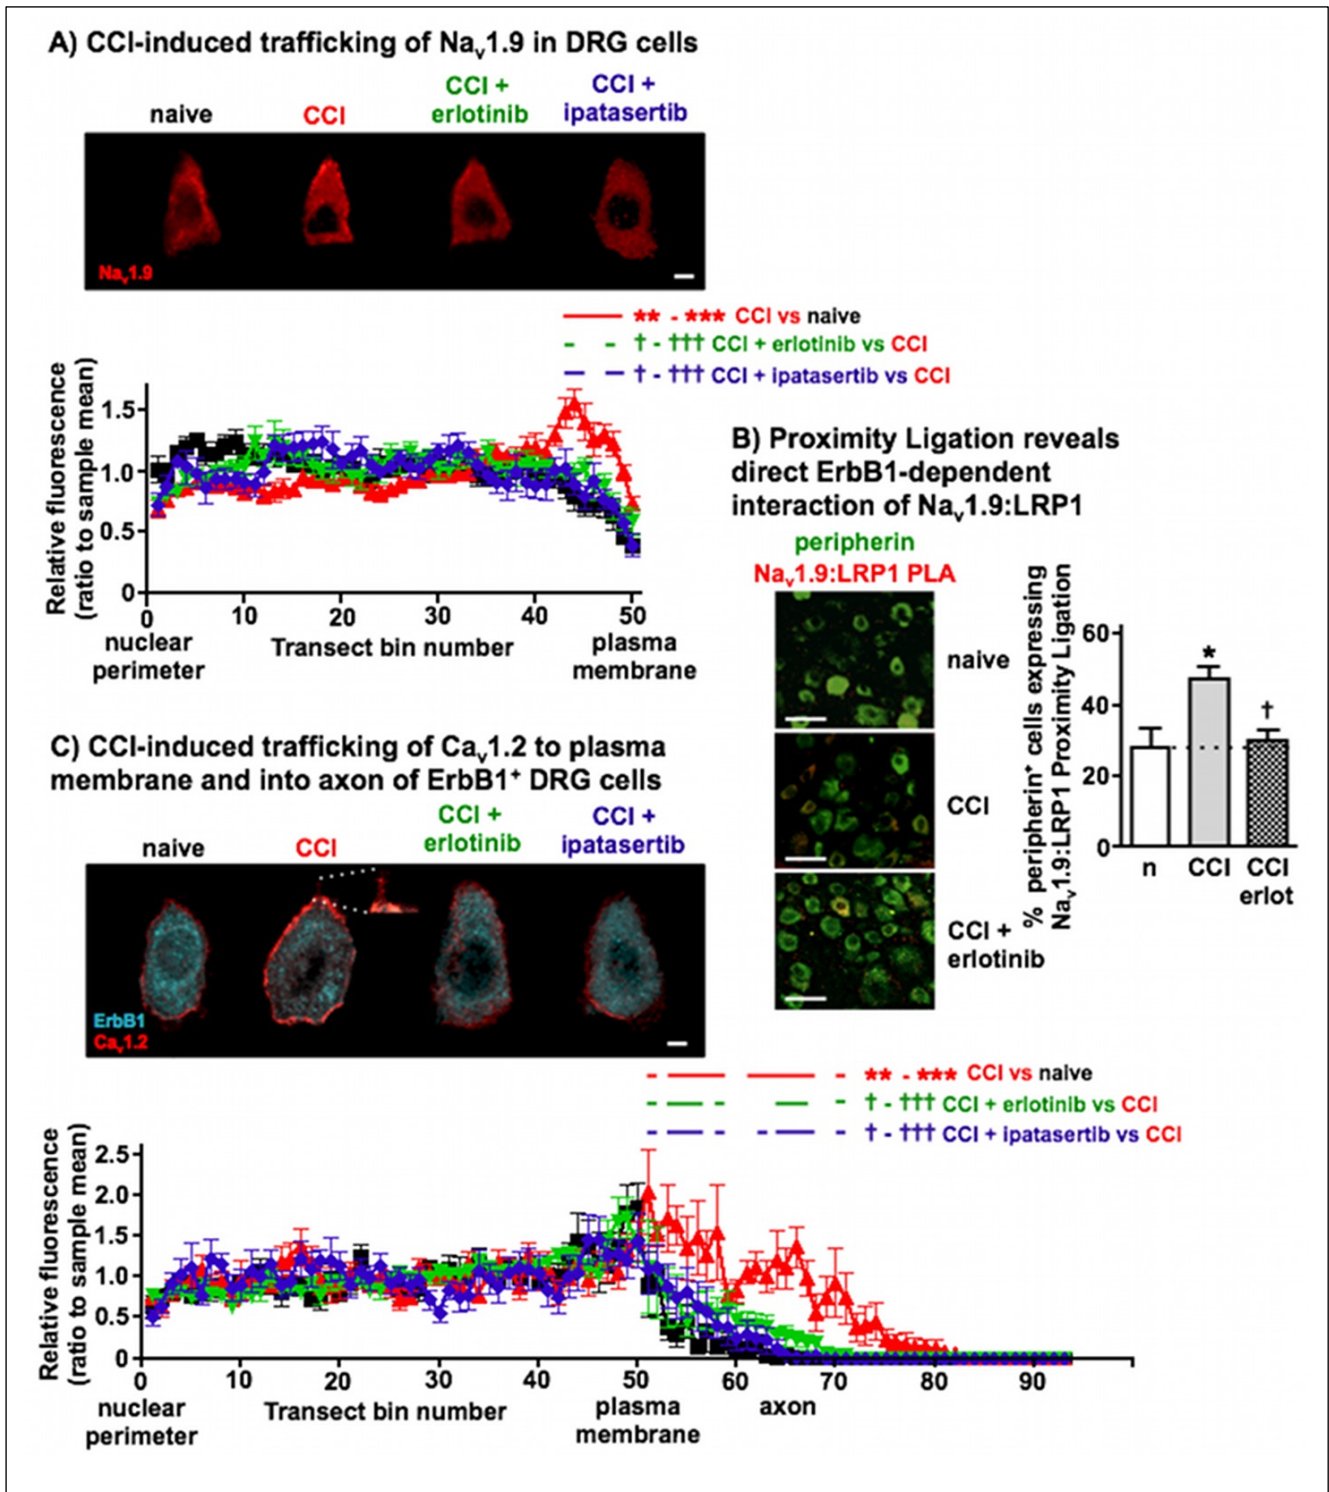 A) CCI-induced trafficking of Nav1.9 in DRG cells
naive
CCI
CCI +
erlotinib
CCI +
ipatasertib
Nav1.9
** - *** CCI vs naive
† - ††† CCI + erlotinib vs CCI
† - ††† CCI + ipatasertib vs CCI
Relative fluorescence
(ratio to sample mean)
1.5
1.0
0.5
0
0 10 20 30 40 50
nuclear
perimeter
Transect bin number
plasma
membrane
B) Proximity Ligation reveals
direct ErbB1-dependent
interaction of Nav1.9:LRP1
peripherin
Nav1.9:LRP1 PLA
naive
CCI
CCI +
erlotinib
% peripherin+ cells expressing
Nav1.9:LRP1 Proximity Ligation
60
40
20
0
*
†
n CCI CCI
erlot
C) CCI-induced trafficking of Cav1.2 to plasma
membrane and into axon of ErbB1+ DRG cells
naive
CCI
CCI +
erlotinib
CCI +
ipatasertib
ErbB1
Cav1.2
** - *** CCI vs naive
† - ††† CCI + erlotinib vs CCI
† - ††† CCI + ipatasertib vs CCI
Relative fluorescence
(ratio to sample mean)
2.5
2.0
1.5
1.0
0.5
0
0 10 20 30 40 50 60 70 80 90
nuclear
perimeter
Transect bin number
plasma
membrane
axon